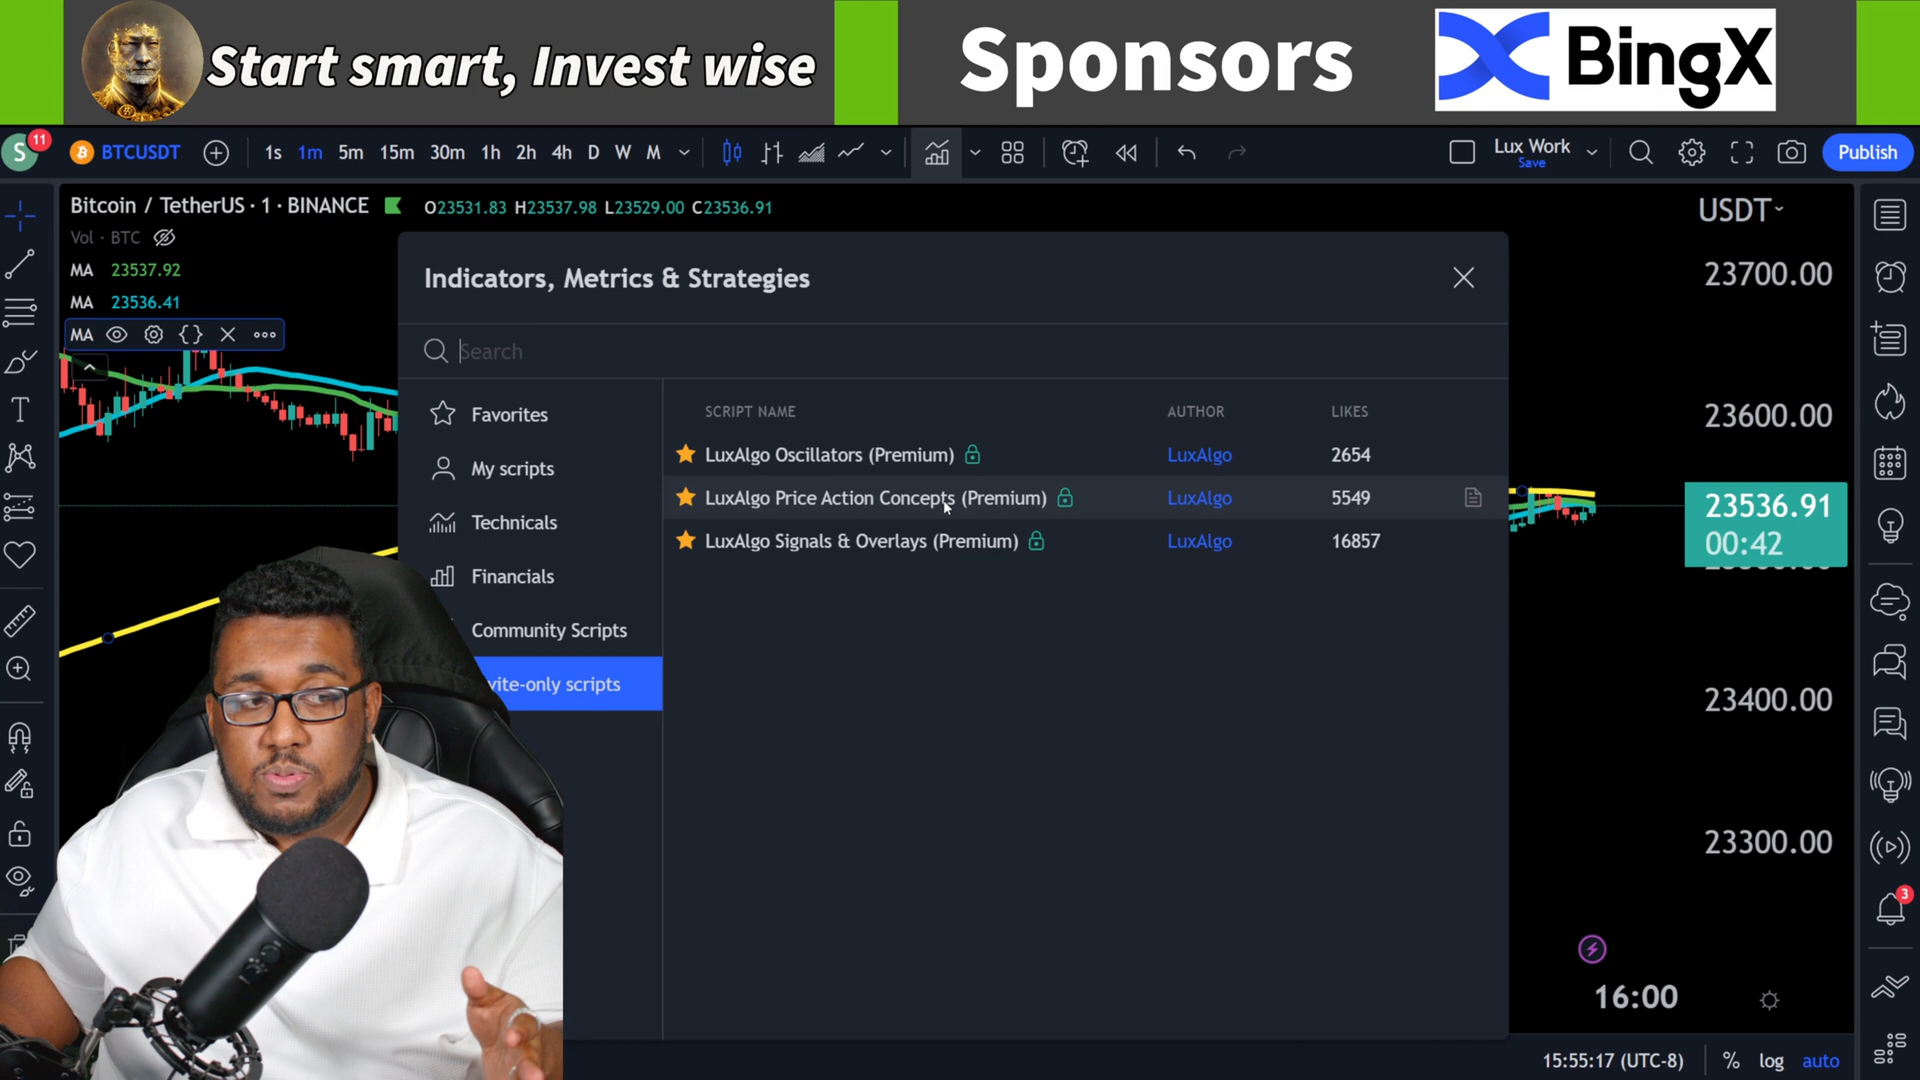 Start smart, Invest wise
Sponsors
BingX
S
11
BTCUSDT
1s 1m 5m 15m 30m 1h 2h 4h D W M
Lux Work
Save
Publish
Bitcoin / TetherUS · 1 · BINANCE
O23531.83 H23537.98 L23529.00 C23536.91
USDT
Vol · BTC
MA 23537.92
MA 23536.41
MA
Indicators, Metrics & Strategies
Search
Favorites
My scripts
Technicals
Financials
Community Scripts
vite-only scripts
SCRIPT NAME AUTHOR LIKES
LuxAlgo Oscillators (Premium) LuxAlgo 2654
LuxAlgo Price Action Concepts (Premium) LuxAlgo 5549
LuxAlgo Signals & Overlays (Premium) LuxAlgo 16857
23700.00
23600.00
23536.91
00:42
23400.00
23300.00
3
16:00
15:55:17 (UTC-8) % log auto